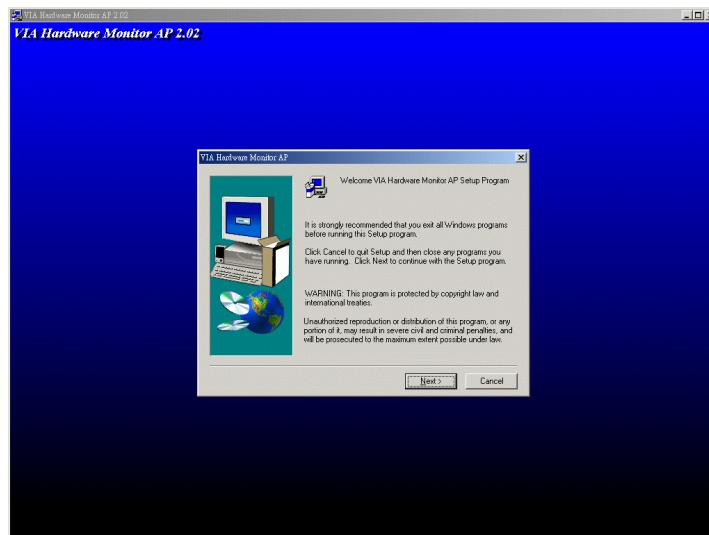 VIA Hardware Monitor AP 2.02
VIA Hardware Monitor AP 2.02
VIA Hardware Monitor AP
Welcome VIA Hardware Monitor AP Setup Program
It is strongly recommended that you exit all Windows programs
before running this Setup program.
Click Cancel to quit Setup and then close any programs you
have running. Click Next to continue with the Setup program.
WARNING: This program is protected by copyright law and
international treaties.
Unauthorized reproduction or distribution of this program, or any
portion of it, may result in severe civil and criminal penalties, and
will be prosecuted to the maximum extent possible under law.
Next >
Cancel